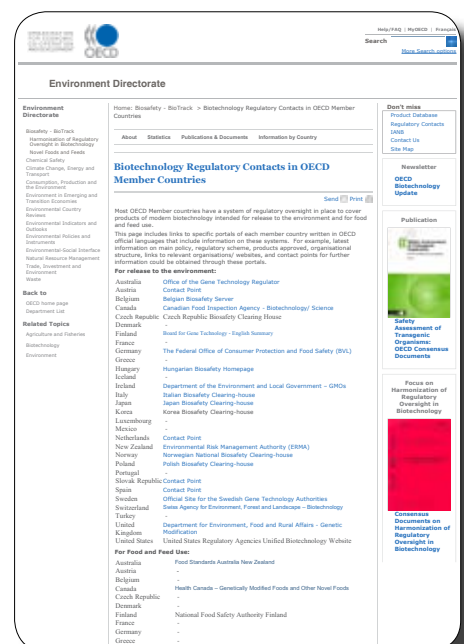 OECD
Help/FAQ | MyOECD | Français
Search
More Search options
Environment Directorate
Environment
Directorate
Biosafety - BioTrack
Harmonisation of Regulatory
Oversight in Biotechnology
Novel Foods and Feeds
Chemical Safety
Climate Change, Energy and
Transport
Consumption, Production and
the Environment
Environment in Emerging and
Transition Economies
Environmental Country
Reviews
Environmental Indicators and
Outlooks
Environmental Policies and
Instruments
Environmental-Social Interface
Natural Resource Management
Trade, Investment and
Environment
Waste
Back to
OECD home page
Department List
Related Topics
Agriculture and Fisheries
Biotechnology
Environment
Home: Biosafety - BioTrack > Biotechnology Regulatory Contacts in OECD Member
Countries
About Statistics Publications & Documents Information by Country
Biotechnology Regulatory Contacts in OECD
Member Countries
Send Print
Most OECD Member countries have a system of regulatory oversight in place to cover
products of modern biotechnology intended for release to the environment and for food
and feed use.
This page includes links to specific portals of each member country written in OECD
official languages that include information on these systems. For example, latest
information on main policy, regulatory scheme, products approved, organisational
structure, links to relevant organisations/ websites, and contact points for further
information could be obtained through these portals.
For release to the environment:
Australia Office of the Gene Technology Regulator
Austria Contact Point
Belgium Belgian Biosafety Server
Canada Canadian Food Inspection Agency - Biotechnology/ Science
Czech Republic Czech Republic Biosafety Clearing House
Denmark -
Finland Board for Gene Technology - English Summary
France -
Germany The Federal Office of Consumer Protection and Food Safety (BVL)
Greece -
Hungary Hungarian Biosafety Homepage
Iceland -
Ireland Department of the Environment and Local Government – GMOs
Italy Italian Biosafety Clearing-house
Japan Japan Biosafety Clearing-house
Korea Korea Biosafety Clearing-house
Luxembourg -
Mexico -
Netherlands Contact Point
New Zealand Environmental Risk Management Authority (ERMA)
Norway Norwegian National Biosafety Clearing-house
Poland Polish Biosafety Clearing-house
Portugal -
Slovak Republic Contact Point
Spain Contact Point
Sweden Official Site for the Swedish Gene Technology Authorities
Switzerland Swiss Agency for Environment, Forest and Landscape – Biotechnology
Turkey -
United Department for Environment, Food and Rural Affairs - Genetic
Kingdom Modification
United States United States Regulatory Agencies Unified Biotechnology Website
For Food and Feed Use:
Australia Food Standards Australia New Zealand
Austria -
Belgium -
Canada Health Canada – Genetically Modified Foods and Other Novel Foods
Czech Republic -
Denmark -
Finland National Food Safety Authority Finland
France -
Germany -
Greece -
Don't miss
Product Database
Regulatory Contacts
IANB
Contact Us
Site Map
Newsletter
OECD
Biotechnology
Update
Publication
Safety
Assessment of
Transgenic
Organisms:
OECD Consensus
Documents
Focus on
Harmonization of
Regulatory
Oversight in
Biotechnology
Consensus
Documents on
Harmonization of
Regulatory
Oversight in
Biotechnology